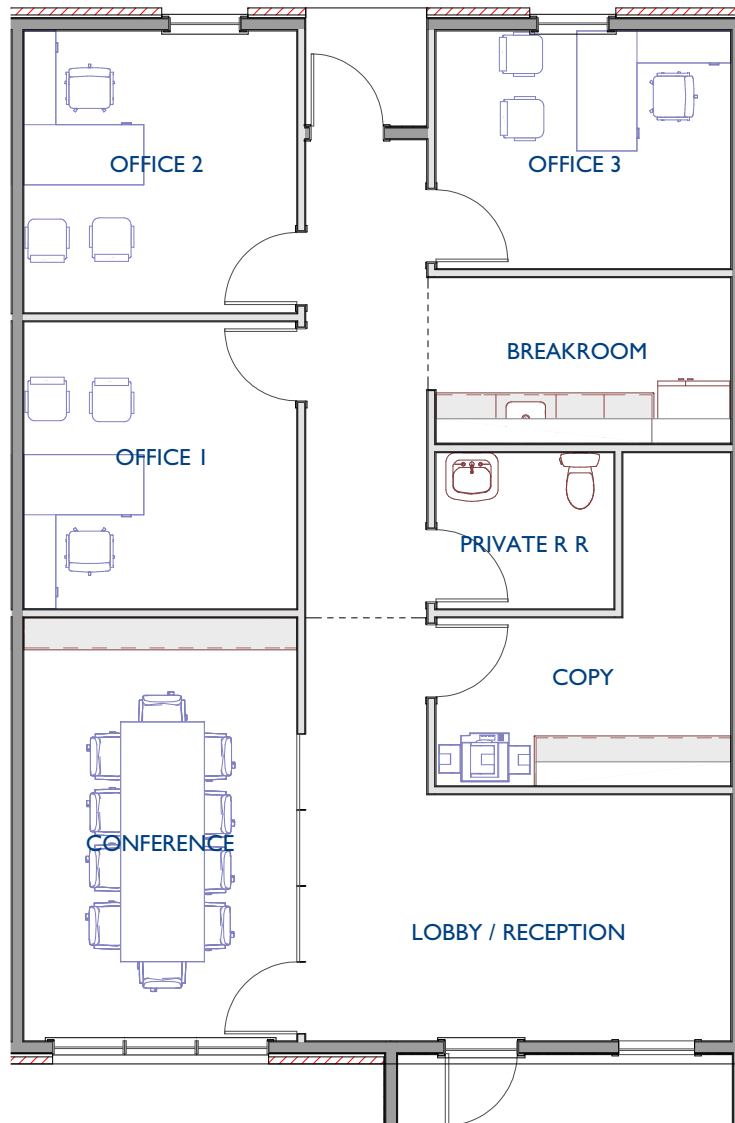 OFFICE 2
OFFICE 3
BREAKROOM
OFFICE 1
PRIVATE R R
COPY
CONFERENCE
LOBBY / RECEPTION